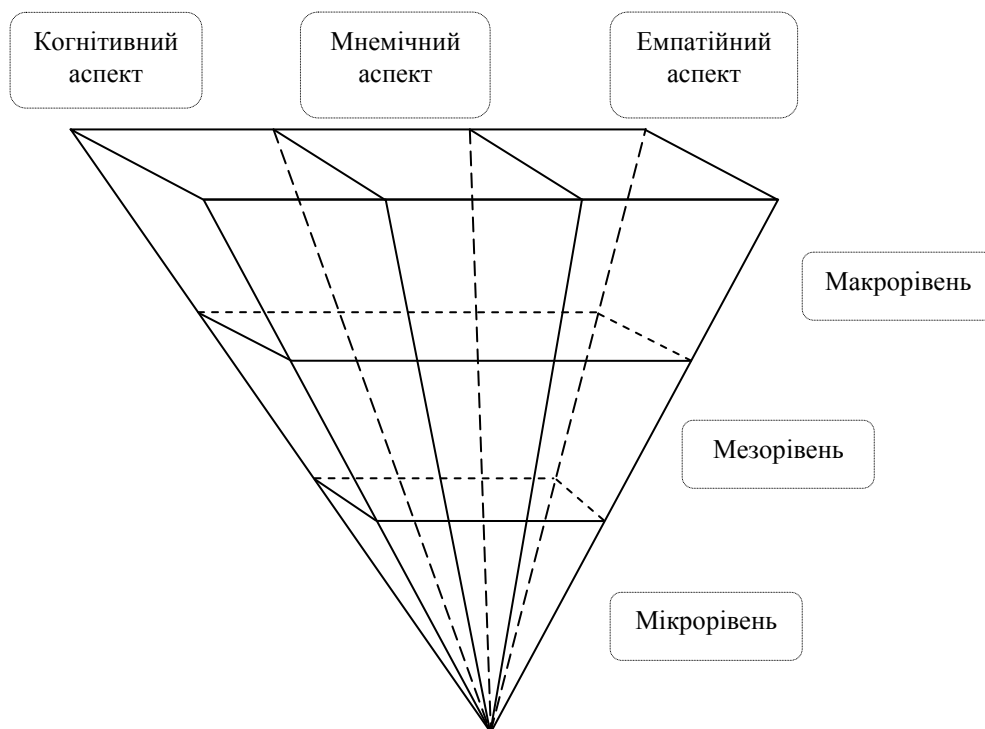 Когнітивний
аспект
Мнемічний
аспект
Емпатійний
аспект
Макрорівень
Мезорівень
Мікрорівень